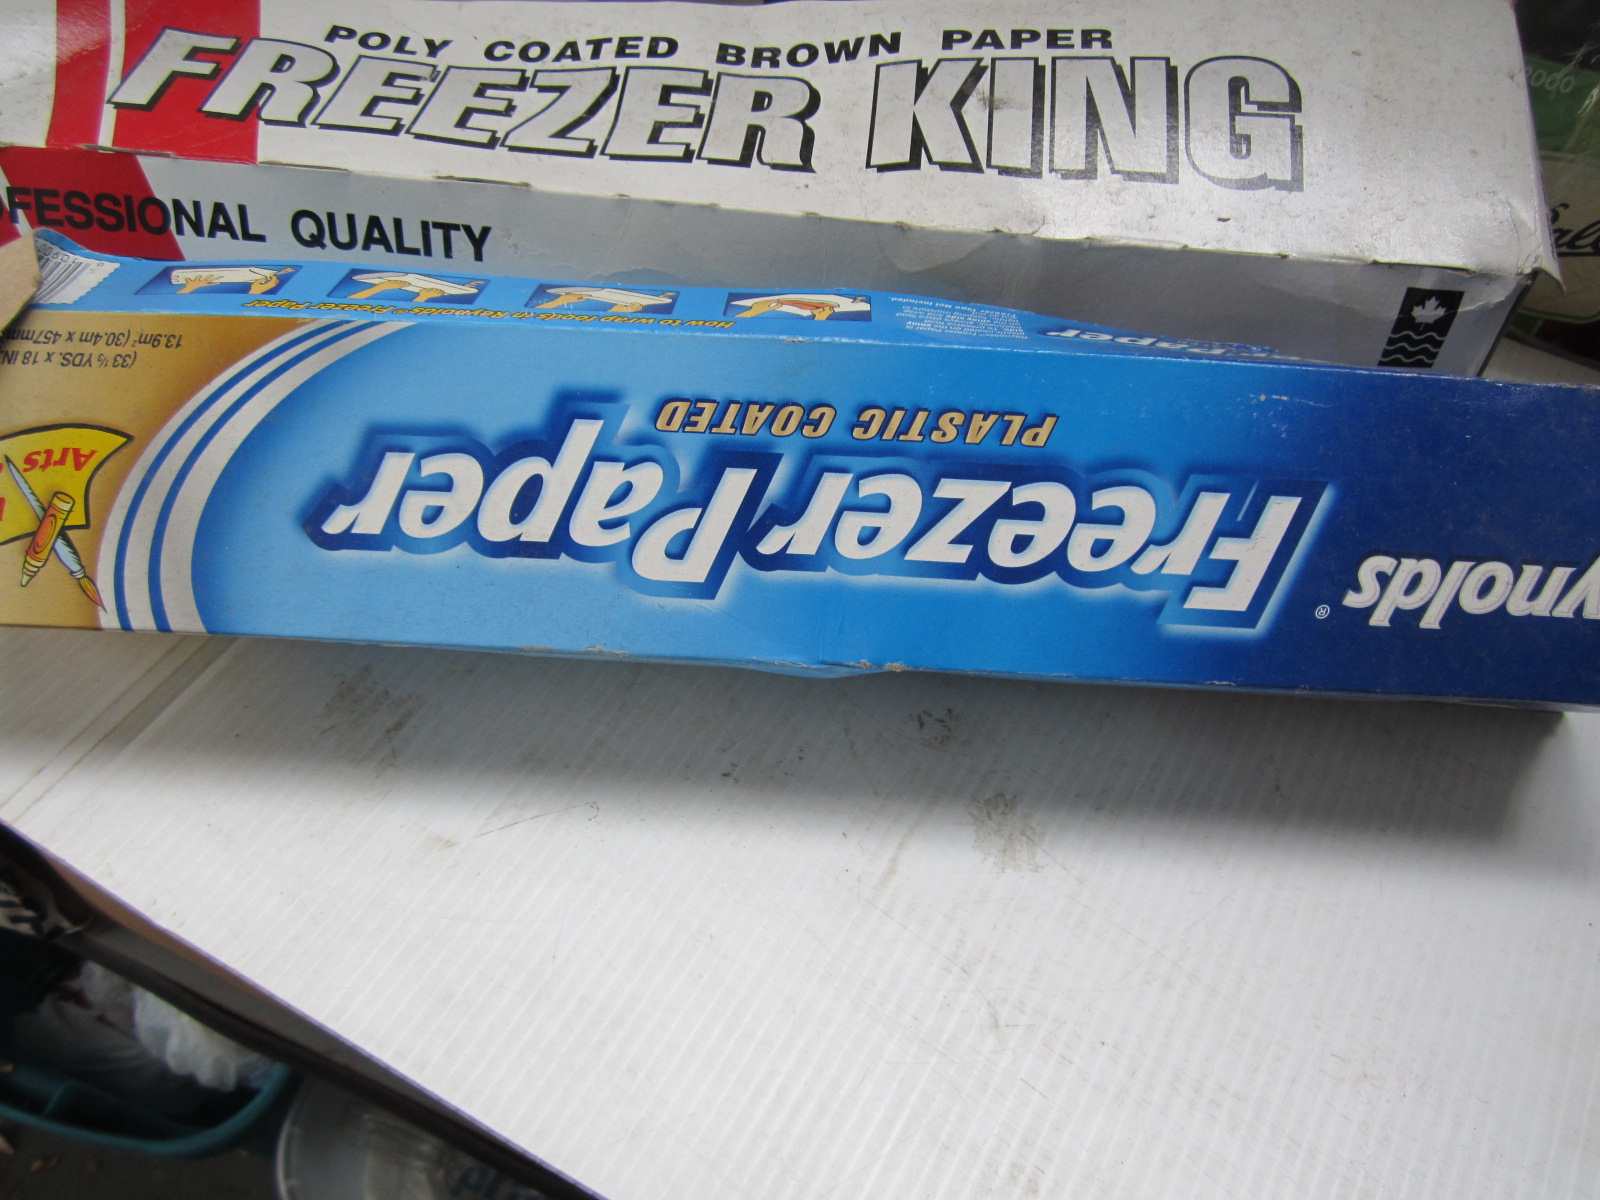 POLY COATED BROWN PAPER
FREEZER KING
FESSIONAL QUALITY
How to wrap foods in Reynolds® Freezer Paper
Freezer Paper
PLASTIC COATED
ynolds®
(33 ⅓ YDS. x 18 IN.
13.9m² (30.4m x 457mm
Arts